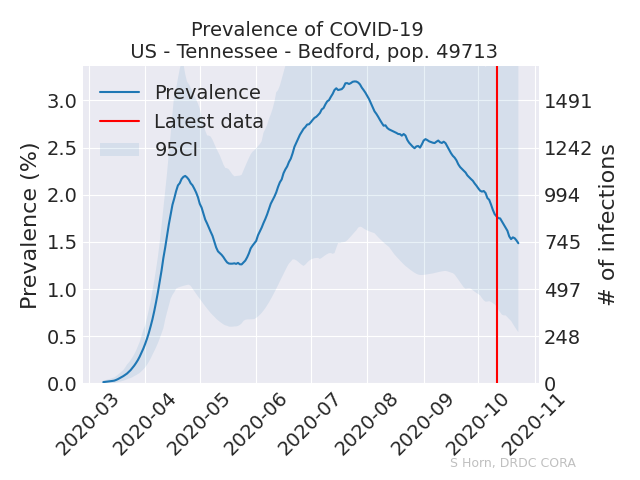 Prevalence of COVID-19
US - Tennessee - Bedford, pop. 49713
Prevalence
Latest data
95CI
Prevalence (%)
3.0
2.5
2.0
1.5
1.0
0.5
0.0
1491
1242
994
745
497
248
0
# of infections
2020-03
2020-04
2020-05
2020-06
2020-07
2020-08
2020-09
2020-10
2020-11
S Horn, DRDC CORA